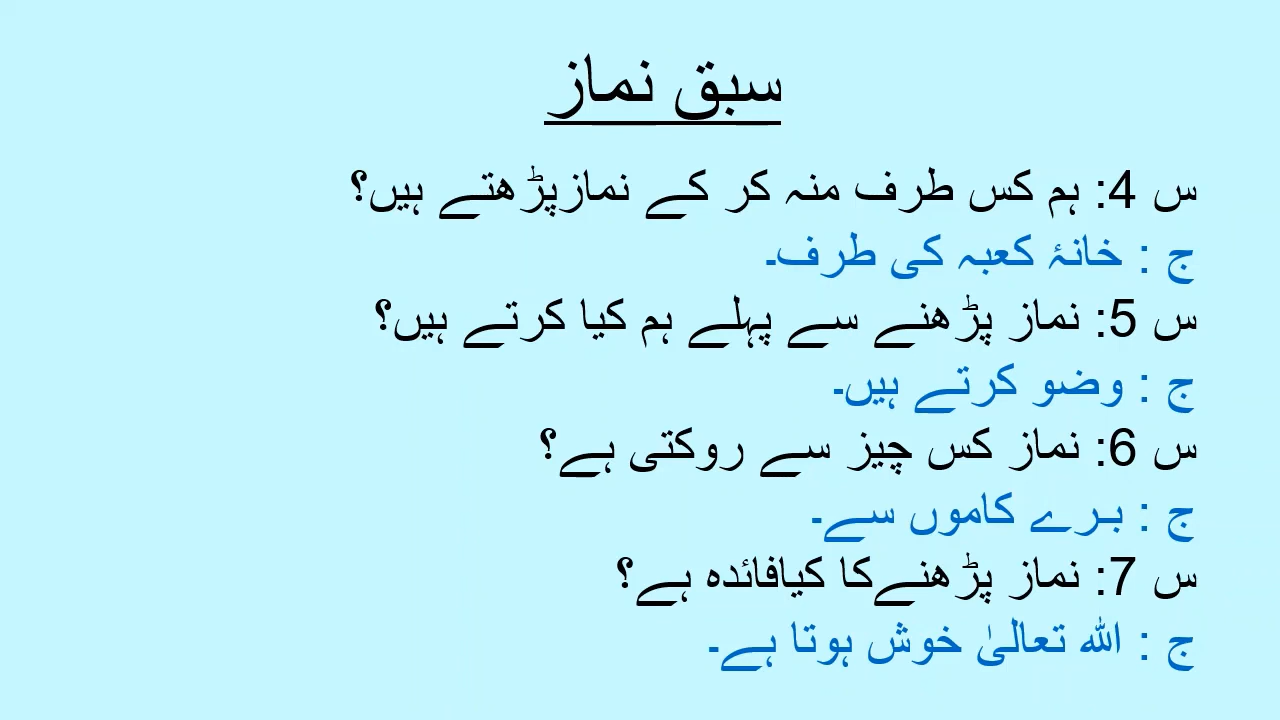 سبق نماز
س 4: ہم کس طرف منہ کر کے نمازپڑھتے ہیں؟
ج : خانۂ کعبہ کی طرف۔
س 5: نماز پڑھنے سے پہلے ہم کیا کرتے ہیں؟
ج : وضو کرتے ہیں۔
س 6: نماز کس چیز سے روکتی ہے؟
ج : برے کاموں سے۔
س 7: نماز پڑھنےکا کیافائدہ ہے؟
ج : اللہ تعالیٰ خوش ہوتا ہے۔